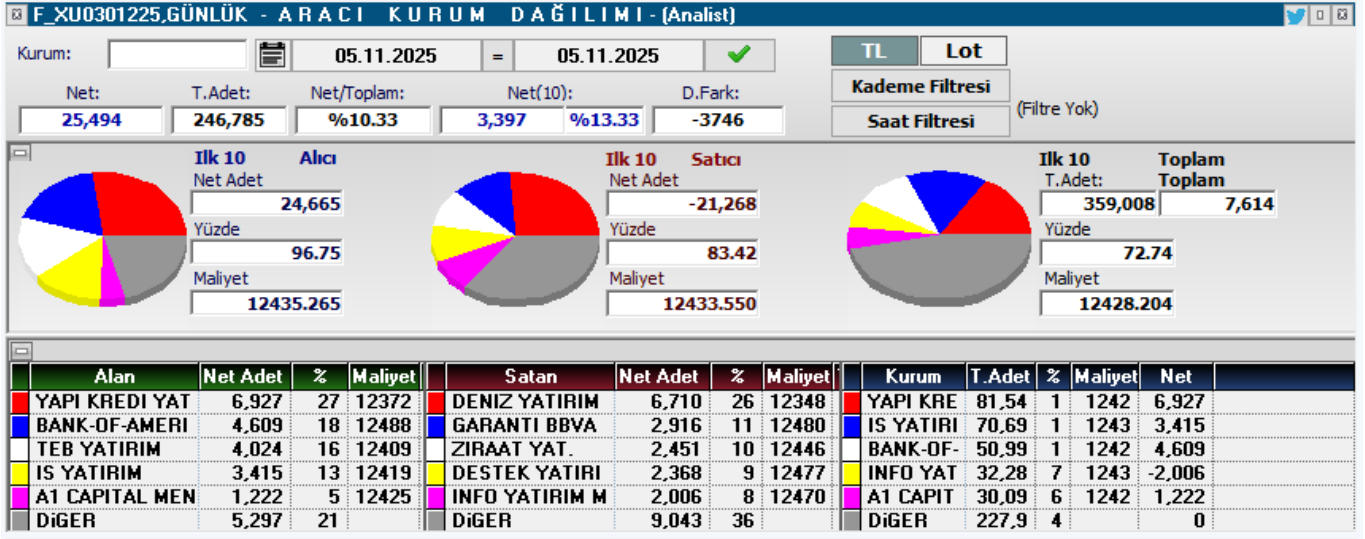 F_XU0301225,GÜNLÜK - A R A C I   K U R U M   D A Ğ I L I M I - (Analist)
Kurum: 05.11.2025 = 05.11.2025 TL Lot
Kademe Filtresi
Net: T.Adet: Net/Toplam: Net(10): D.Fark:
(Filtre Yok)
25,494 246,785 %10.33 3,397 %13.33 -3746 Saat Filtresi
Ilk 10 Alıcı Ilk 10 Satıcı Ilk 10 Toplam
Net Adet Net Adet T.Adet: Toplam
24,665 -21,268 359,008 7,614
Yüzde Yüzde Yüzde
96.75 83.42 72.74
Maliyet Maliyet Maliyet
12435.265 12433.550 12428.204
Alan Net Adet % Maliyet Satan Net Adet % Maliyet Kurum T.Adet % Maliyet Net
YAPI KREDI YAT 6,927 27 12372 DENIZ YATIRIM 6,710 26 12348 YAPI KRE 81,54 1 1242 6,927
BANK-OF-AMERI 4,609 18 12488 GARANTI BBVA 2,916 11 12480 IS YATIRI 70,69 1 1243 3,415
TEB YATIRIM 4,024 16 12409 ZIRAAT YAT. 2,451 10 12446 BANK-OF- 50,99 1 1242 4,609
IS YATIRIM 3,415 13 12419 DESTEK YATIRI 2,368 9 12477 INFO YAT 32,28 7 1243 -2,006
A1 CAPITAL MEN 1,222 5 12425 INFO YATIRIM M 2,006 8 12470 A1 CAPIT 30,09 6 1242 1,222
DİGER 5,297 21 DİGER 9,043 36 DİGER 227,9 4 0